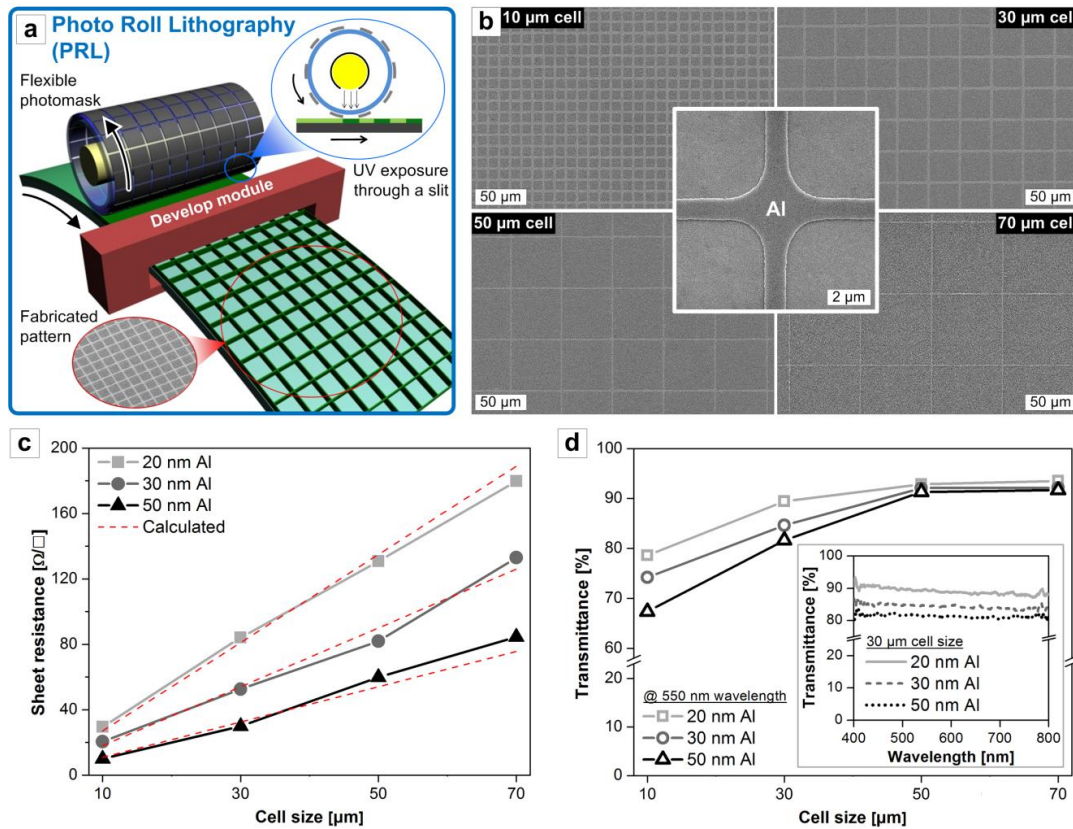 a
Photo Roll Lithography
(PRL)
Flexible
photomask
UV exposure
through a slit
Develop module
Fabricated
pattern
b
10 µm cell
30 µm cell
50 µm
50 µm
50 µm cell
70 µm cell
Al
2 µm
50 µm
50 µm
c
200
160
120
80
40
0
Sheet resistance [Ω/□]
20 nm Al
30 nm Al
50 nm Al
Calculated
10
30
50
70
Cell size [µm]
d
100
90
80
70
60
10
0
Transmittance [%]
@ 550 nm wavelength
20 nm Al
30 nm Al
50 nm Al
10
30
50
70
Cell size [µm]
100
90
80
20
10
0
Transmittance [%]
30 µm cell size
20 nm Al
30 nm Al
50 nm Al
400 500 600 700 800
Wavelength [nm]